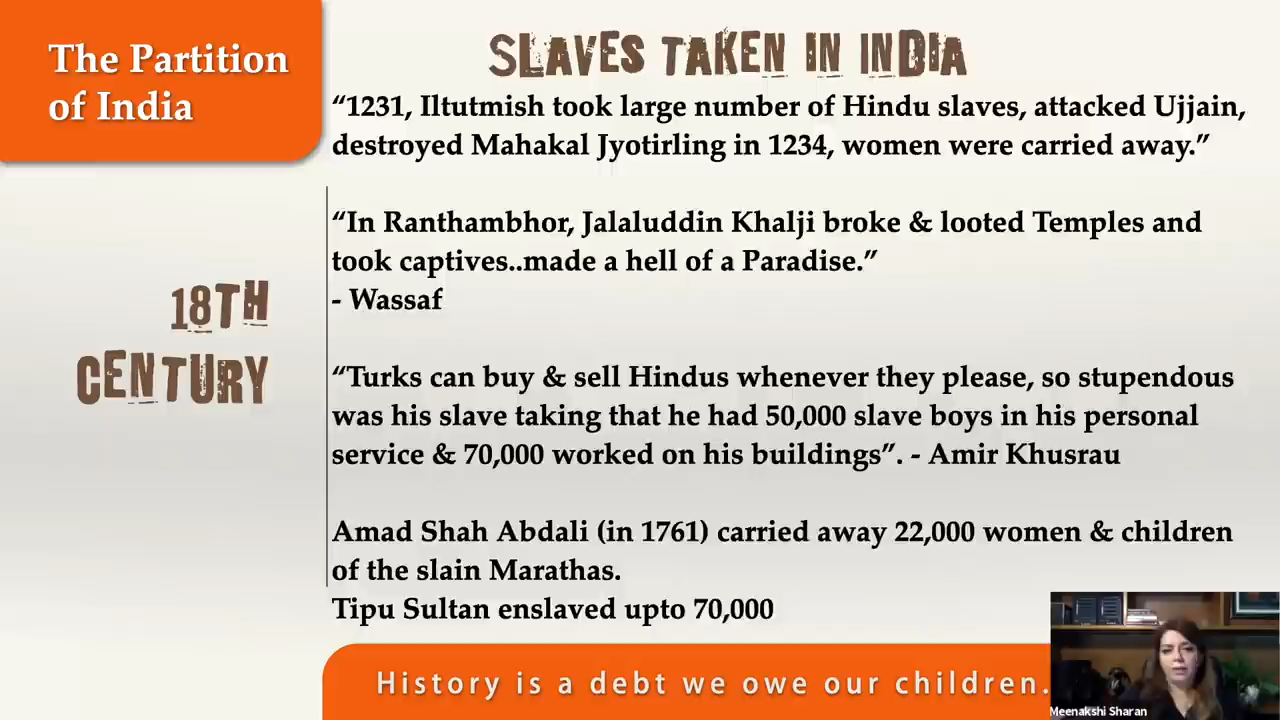 The Partition
of India
SLAVES TAKEN IN INDIA
“1231, Iltutmish took large number of Hindu slaves, attacked Ujjain,
destroyed Mahakal Jyotirling in 1234, women were carried away.”
“In Ranthambhor, Jalaluddin Khalji broke & looted Temples and
took captives..made a hell of a Paradise.”
- Wassaf
18TH
CENTURY
“Turks can buy & sell Hindus whenever they please, so stupendous
was his slave taking that he had 50,000 slave boys in his personal
service & 70,000 worked on his buildings”. - Amir Khusrau
Amad Shah Abdali (in 1761) carried away 22,000 women & children
of the slain Marathas.
Tipu Sultan enslaved upto 70,000
History is a debt we owe our children.
Meenakshi Sharan